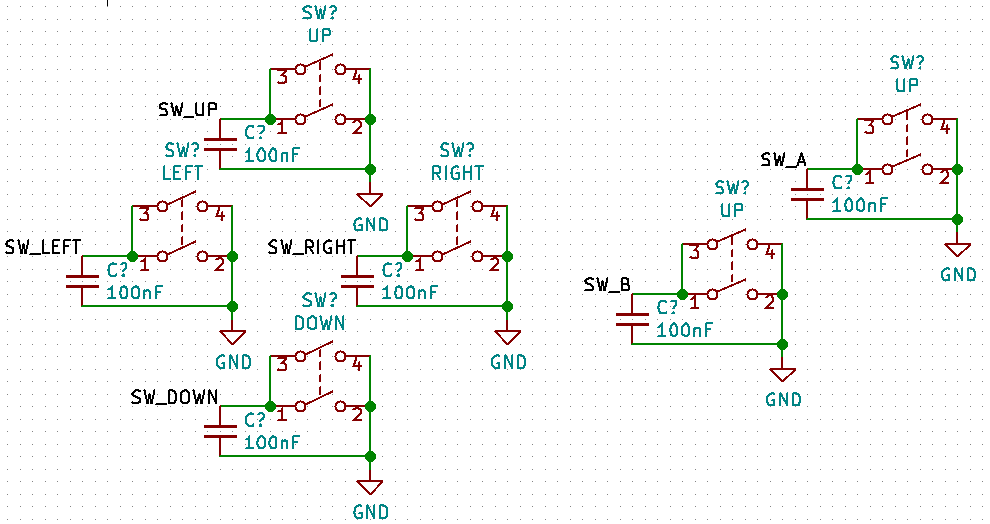 SW?
UP
3
4
SW_UP
1
2
C?
100nF
GND
SW?
LEFT
3
4
SW_LEFT
1
2
C?
100nF
GND
SW?
RIGHT
3
4
SW_RIGHT
1
2
C?
100nF
GND
SW?
DOWN
3
4
SW_DOWN
1
2
C?
100nF
GND
SW?
UP
3
4
SW_A
1
2
C?
100nF
GND
SW?
UP
3
4
SW_B
1
2
C?
100nF
GND